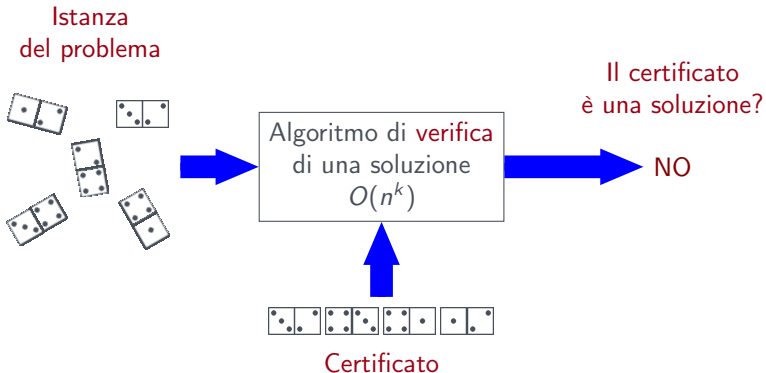 Istanza
del problema
Il certificato
è una soluzione?
Algoritmo di verifica
di una soluzione
O(n^k)
NO
Certificato